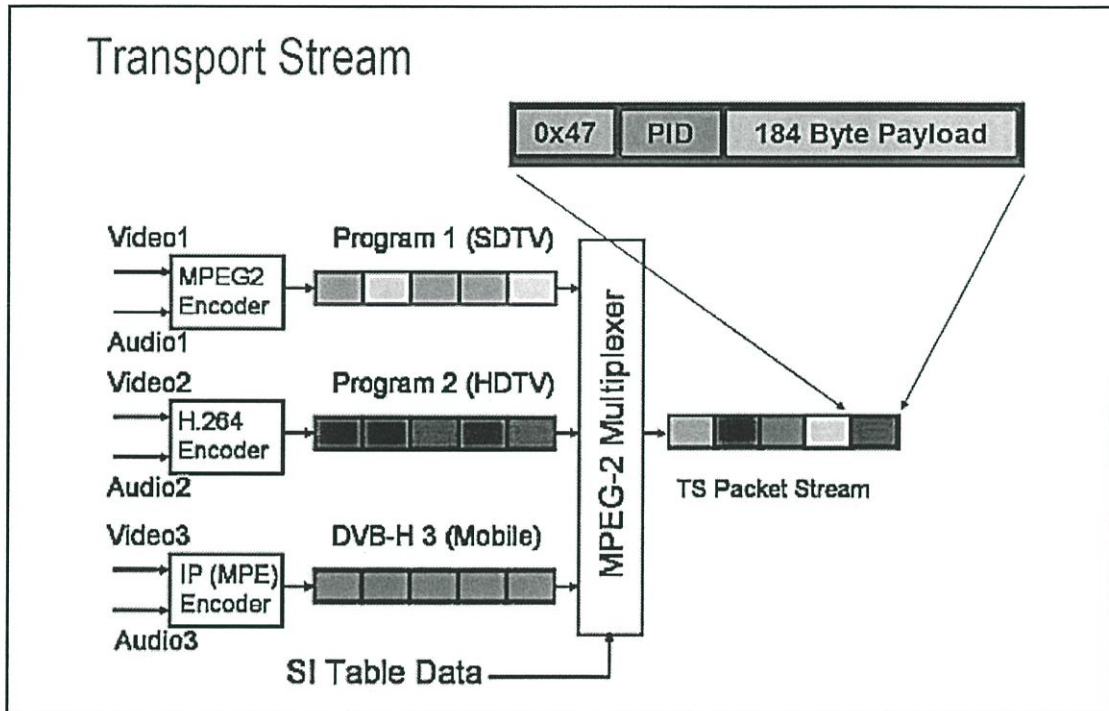 Transport Stream
0x47 PID 184 Byte Payload
Video1
MPEG2
Encoder
Audio1
Program 1 (SDTV)
Video2
H.264
Encoder
Audio2
Program 2 (HDTV)
Video3
IP (MPE)
Encoder
Audio3
DVB-H 3 (Mobile)
MPEG-2 Multiplexer
TS Packet Stream
SI Table Data